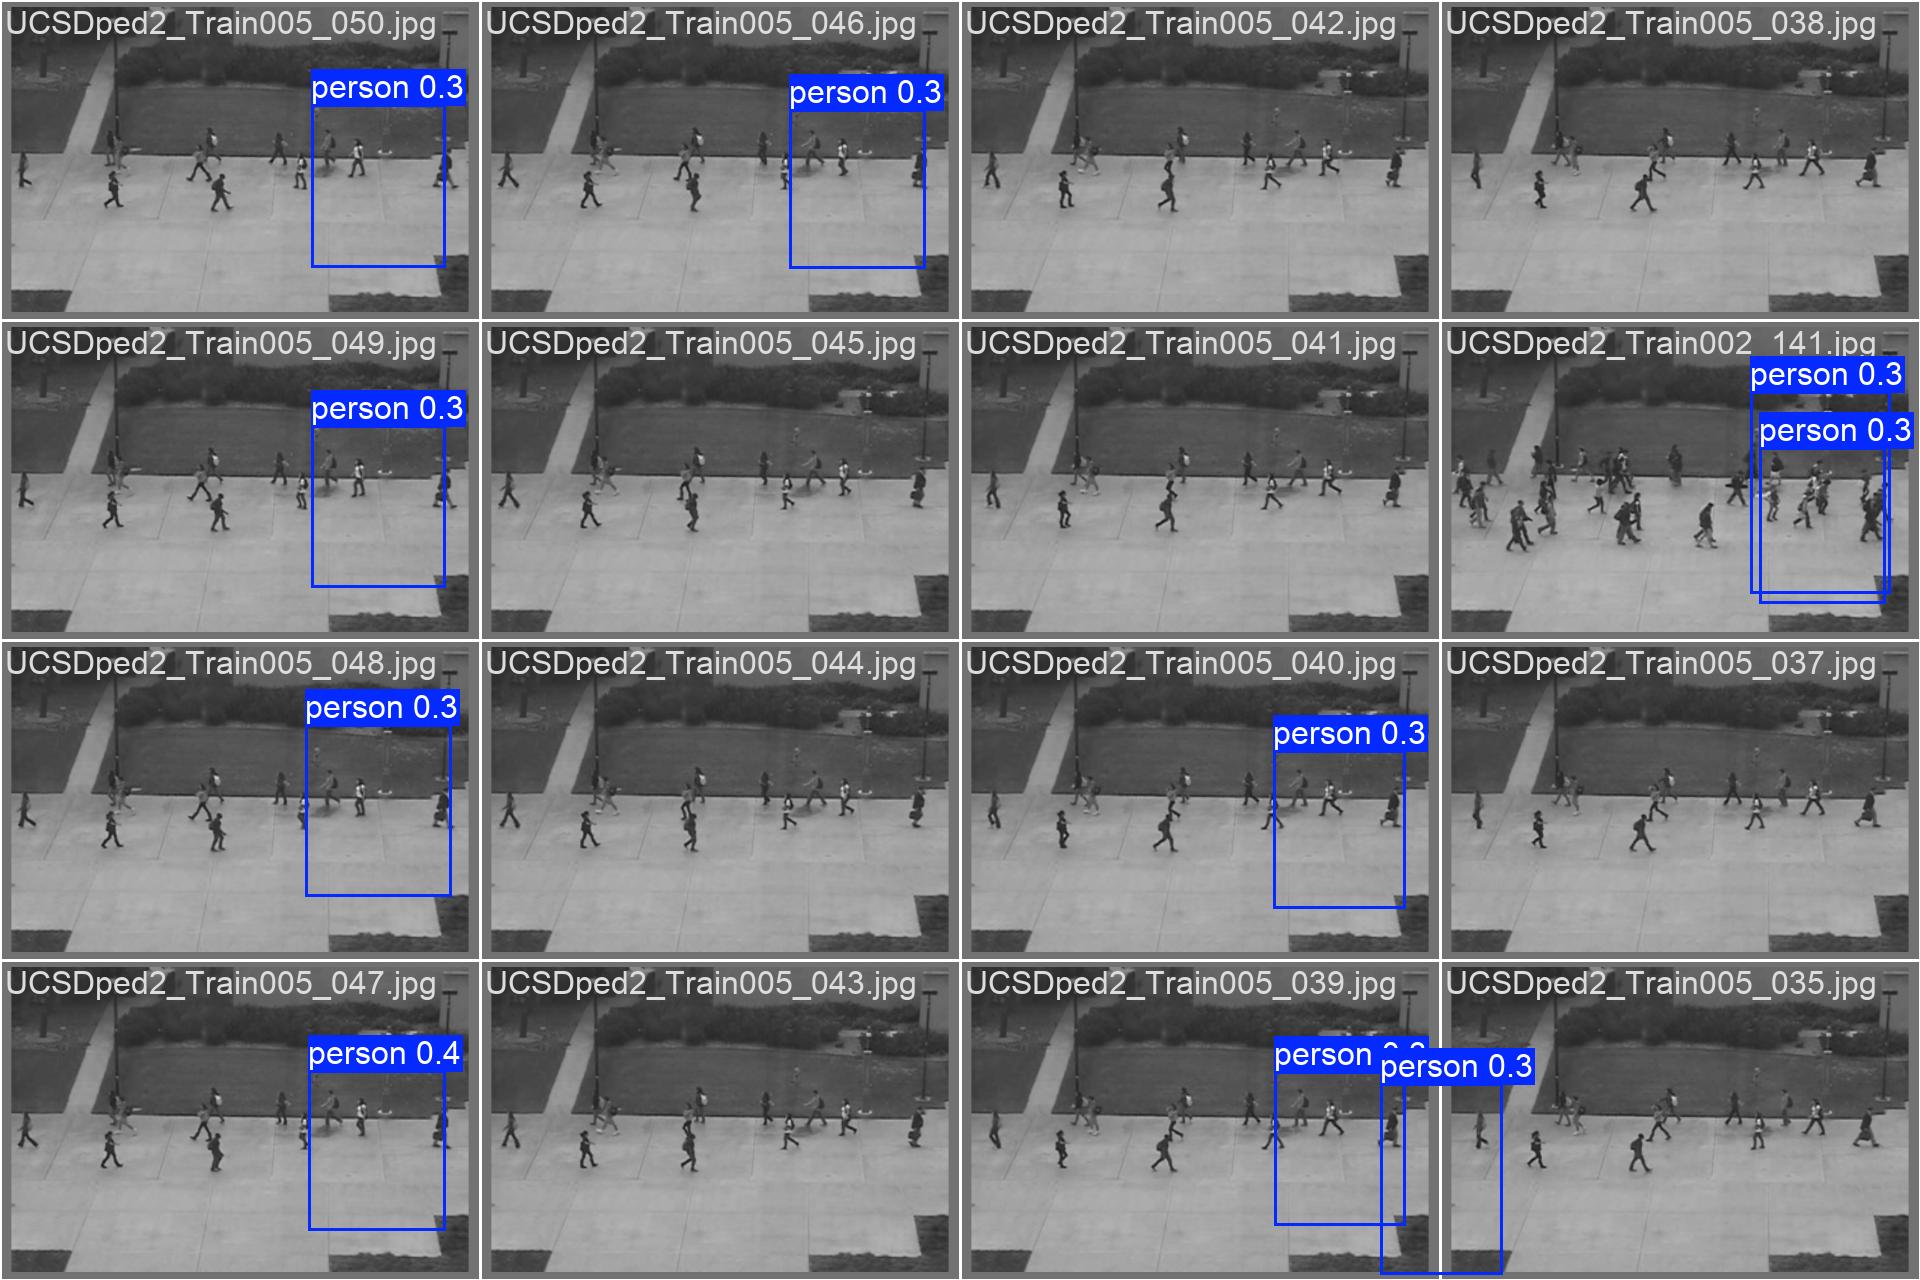 UCSDped2_Train005_050.jpg
person 0.3
UCSDped2_Train005_046.jpg
person 0.3
UCSDped2_Train005_042.jpg
UCSDped2_Train005_038.jpg
UCSDped2_Train005_049.jpg
person 0.3
UCSDped2_Train005_045.jpg
UCSDped2_Train005_041.jpg
UCSDped2_Train002_141.jpg
person 0.3
person 0.3
UCSDped2_Train005_048.jpg
person 0.3
UCSDped2_Train005_044.jpg
UCSDped2_Train005_040.jpg
person 0.3
UCSDped2_Train005_037.jpg
UCSDped2_Train005_047.jpg
person 0.4
UCSDped2_Train005_043.jpg
UCSDped2_Train005_039.jpg
person
person 0.3
UCSDped2_Train005_035.jpg